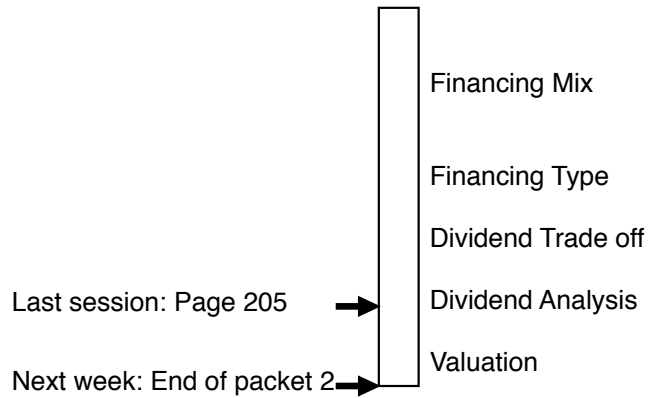 Financing Mix
Financing Type
Dividend Trade off
Last session: Page 205
Dividend Analysis
Valuation
Next week: End of packet 2